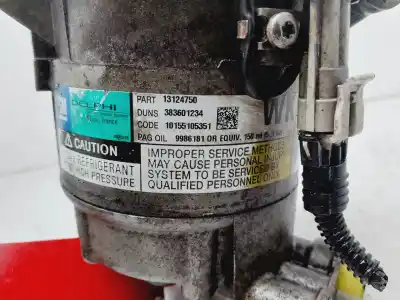 DELPHI
PART 13124750
DUNS 383601234
CODE 10155105351
PAG OIL 9986181 OR EQUIV. 150 ml
CAUTION
REFRIGERANT
HIGH PRESSURE
IMPROPER SERVICE METHODS
MAY CAUSE PERSONAL INJURY
SYSTEM TO BE SERVICED BY
QUALIFIED PERSONNEL ONLY